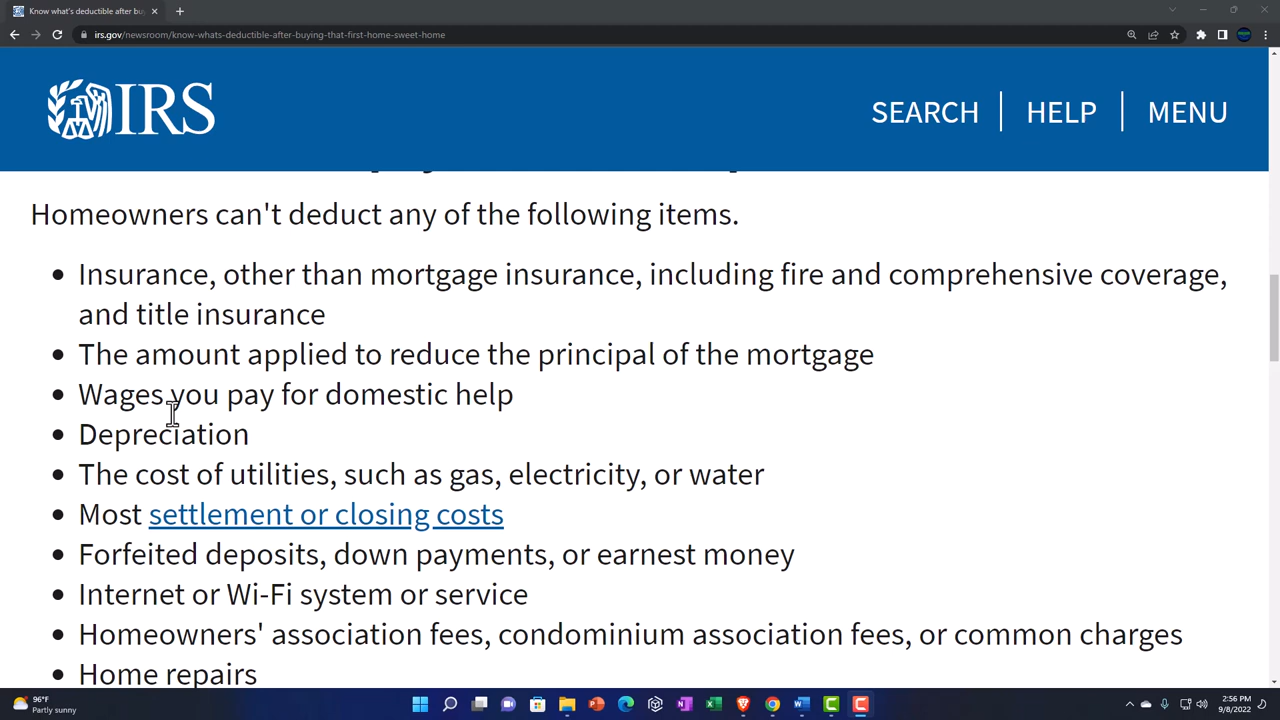 Know what's deductible after bu
irs.gov/newsroom/know-whats-deductible-after-buying-that-first-home-sweet-home
IRS
SEARCH
HELP
MENU
Homeowners can't deduct any of the following items.
Insurance, other than mortgage insurance, including fire and comprehensive coverage,
and title insurance
The amount applied to reduce the principal of the mortgage
Wages you pay for domestic help
Depreciation
The cost of utilities, such as gas, electricity, or water
Most settlement or closing costs
Forfeited deposits, down payments, or earnest money
Internet or Wi-Fi system or service
Homeowners' association fees, condominium association fees, or common charges
Home repairs
96°F
Partly sunny
2:56 PM
9/8/2022